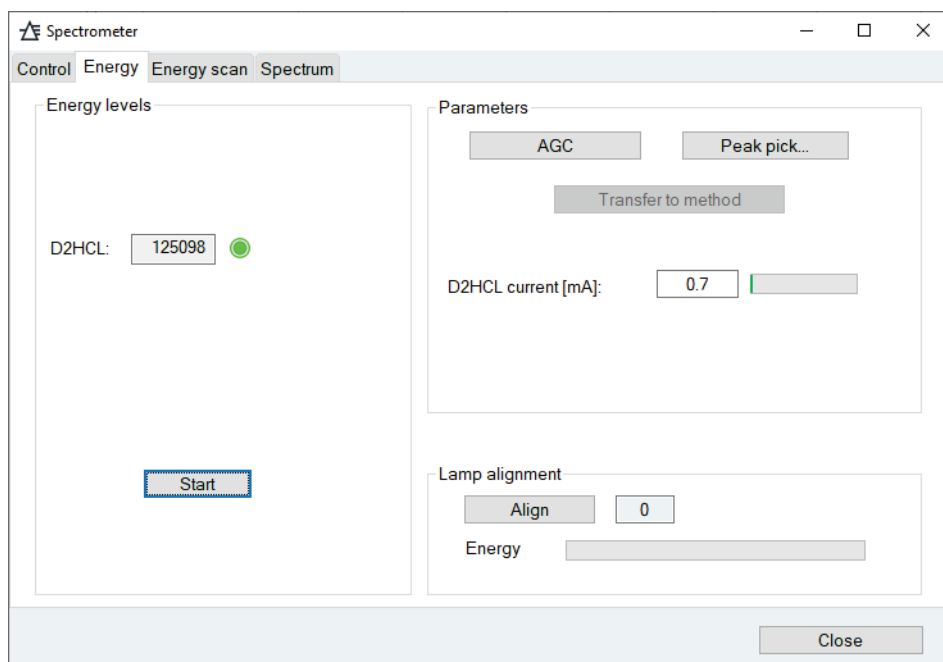 Spectrometer
Control Energy Energy scan Spectrum
Energy levels
D2HCL: 125098
Start
Parameters
AGC Peak pick...
Transfer to method
D2HCL current [mA]: 0.7
Lamp alignment
Align 0
Energy
Close